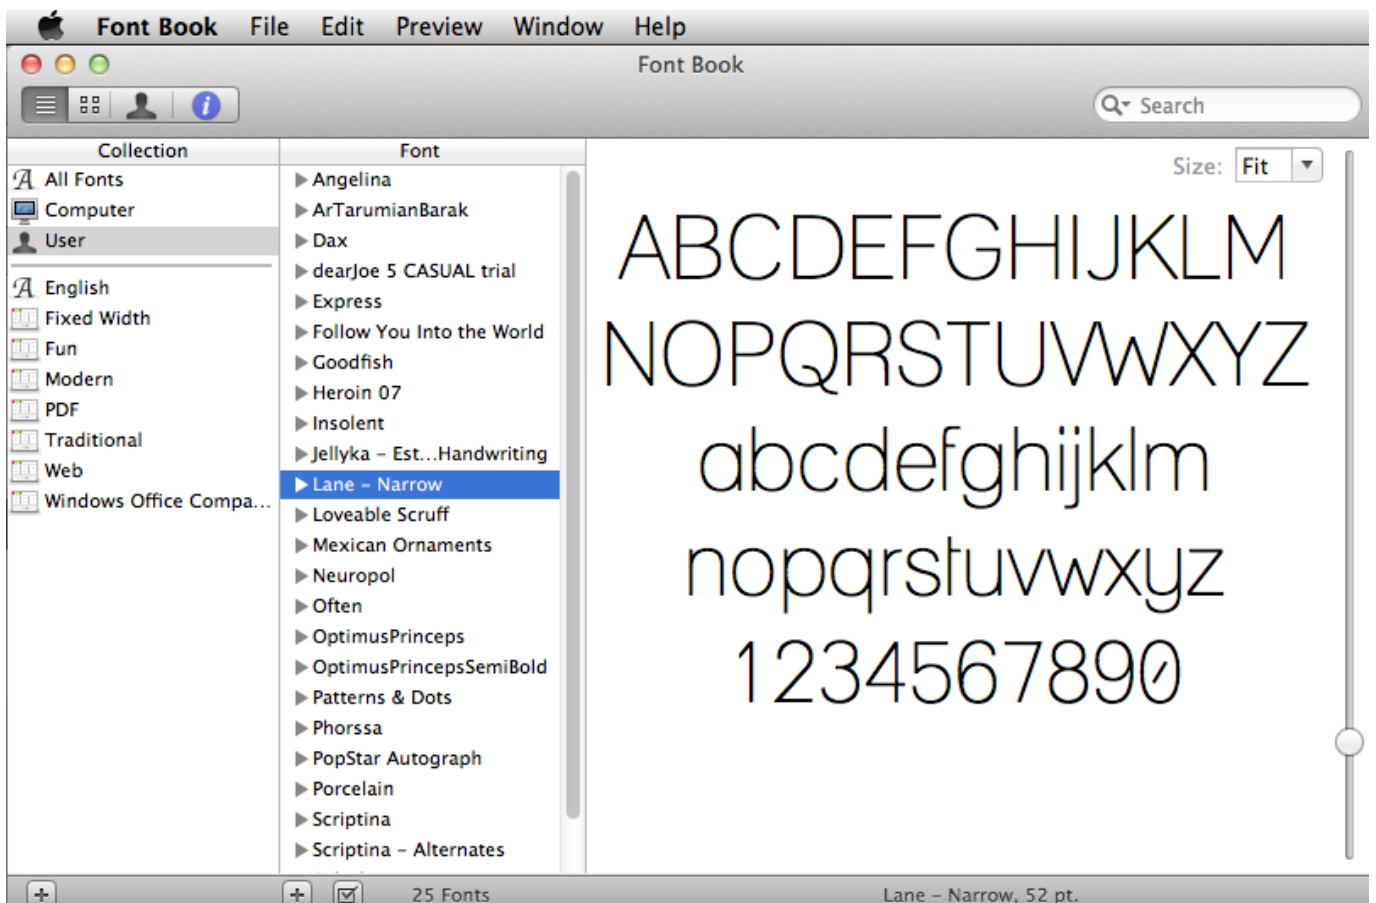 Font Book File Edit Preview Window Help
Font Book
Search
Collection
All Fonts
Computer
User
English
Fixed Width
Fun
Modern
PDF
Traditional
Web
Windows Office Compa...
Font
Angelina
ArTarumianBarak
Dax
dearJoe 5 CASUAL trial
Express
Follow You Into the World
Goodfish
Heroin 07
Insolent
Jellyka – Est...Handwriting
Lane – Narrow
Loveable Scruff
Mexican Ornaments
Neuropol
Often
OptimusPrinceps
OptimusPrincepsSemiBold
Patterns & Dots
Phorssa
PopStar Autograph
Porcelain
Scriptina
Scriptina – Alternates
Size: Fit
ABCDEFGHIJKLM
NOPQRSTUVWXYZ
abcdefghijklm
nopqrstuvwxyz
1234567890
25 Fonts
Lane – Narrow, 52 pt.